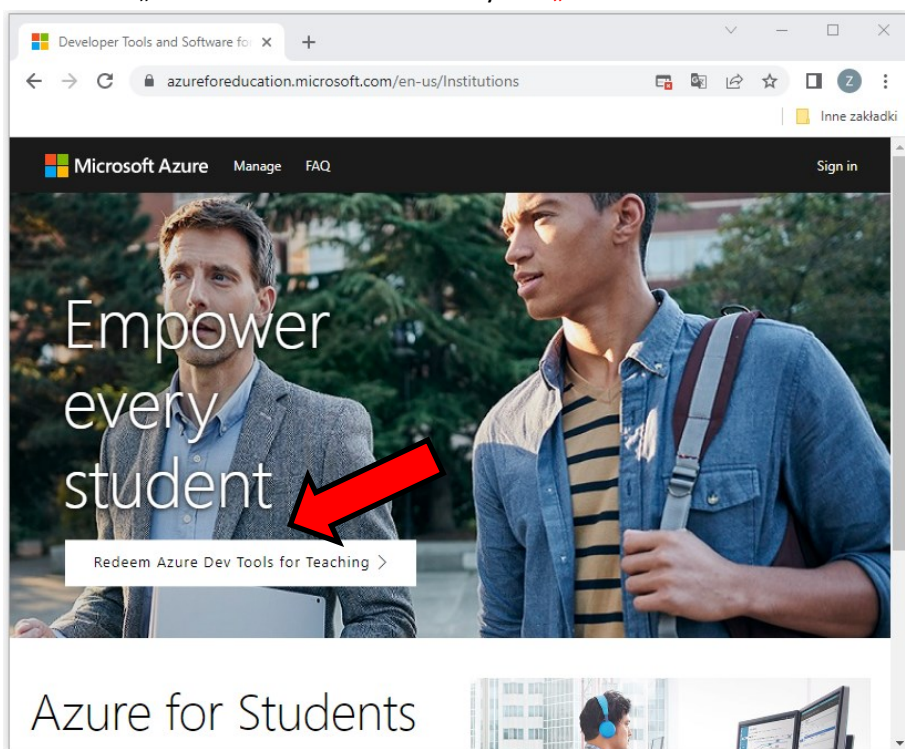 Developer Tools and Software fo
azureforeducation.microsoft.com/en-us/Institutions
Z
Inne zakładki
Microsoft Azure Manage FAQ Sign in
Empower
every
student
Redeem Azure Dev Tools for Teaching >
Azure for Students